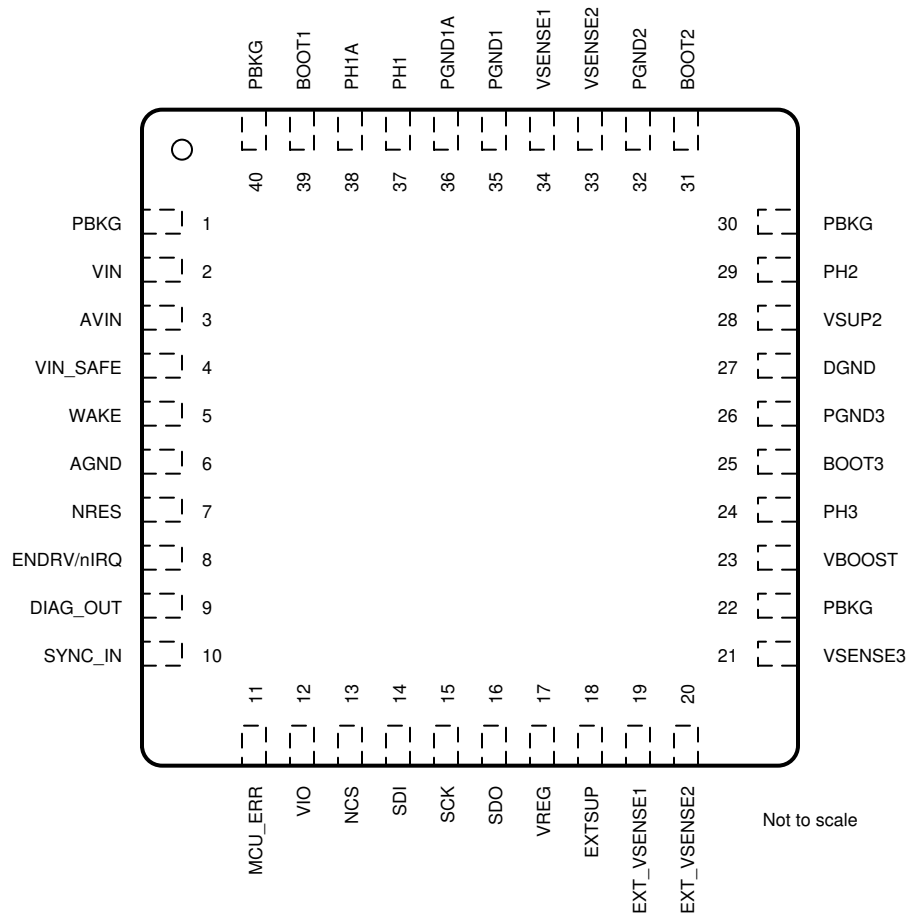 PBKG
BOOT1
PH1A
PH1
PGND1A
PGND1
VSENSE1
VSENSE2
PGND2
BOOT2
40
39
38
37
36
35
34
33
32
31
PBKG 1
VIN 2
AVIN 3
VIN_SAFE 4
WAKE 5
AGND 6
NRES 7
ENDRV/nIRQ 8
DIAG_OUT 9
SYNC_IN 10
30 PBKG
29 PH2
28 VSUP2
27 DGND
26 PGND3
25 BOOT3
24 PH3
23 VBOOST
22 PBKG
21 VSENSE3
11
12
13
14
15
16
17
18
19
20
MCU_ERR
VIO
NCS
SDI
SCK
SDO
VREG
EXTSUP
EXT_VSENSE1
EXT_VSENSE2
Not to scale